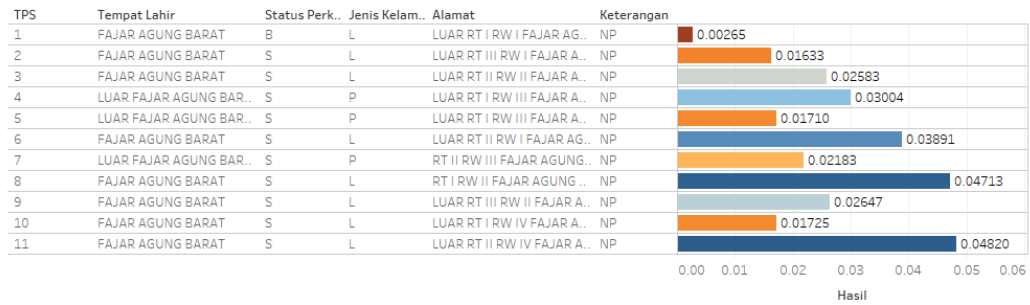 TPS Tempat Lahir Status Perk.. Jenis Kelam.. Alamat Keterangan
1 FAJAR AGUNG BARAT B L LUAR RT I RW I FAJAR AG.. NP 0.00265
2 FAJAR AGUNG BARAT S L LUAR RT III RW I FAJAR A.. NP 0.01633
3 FAJAR AGUNG BARAT S L LUAR RT II RW II FAJAR A.. NP 0.02583
4 LUAR FAJAR AGUNG BAR.. S P LUAR RT I RW III FAJAR A.. NP 0.03004
5 LUAR FAJAR AGUNG BAR.. S P LUAR RT I RW III FAJAR A.. NP 0.01710
6 FAJAR AGUNG BARAT S L LUAR RT II RW I FAJAR AG.. NP 0.03891
7 LUAR FAJAR AGUNG BAR.. S P RT II RW III FAJAR AGUNG.. NP 0.02183
8 FAJAR AGUNG BARAT S L RT I RW II FAJAR AGUNG .. NP 0.04713
9 FAJAR AGUNG BARAT S L LUAR RT III RW II FAJAR A.. NP 0.02647
10 FAJAR AGUNG BARAT S L LUAR RT I RW IV FAJAR A.. NP 0.01725
11 FAJAR AGUNG BARAT S L LUAR RT II RW IV FAJAR A.. NP 0.04820
0.00 0.01 0.02 0.03 0.04 0.05 0.06
Hasil